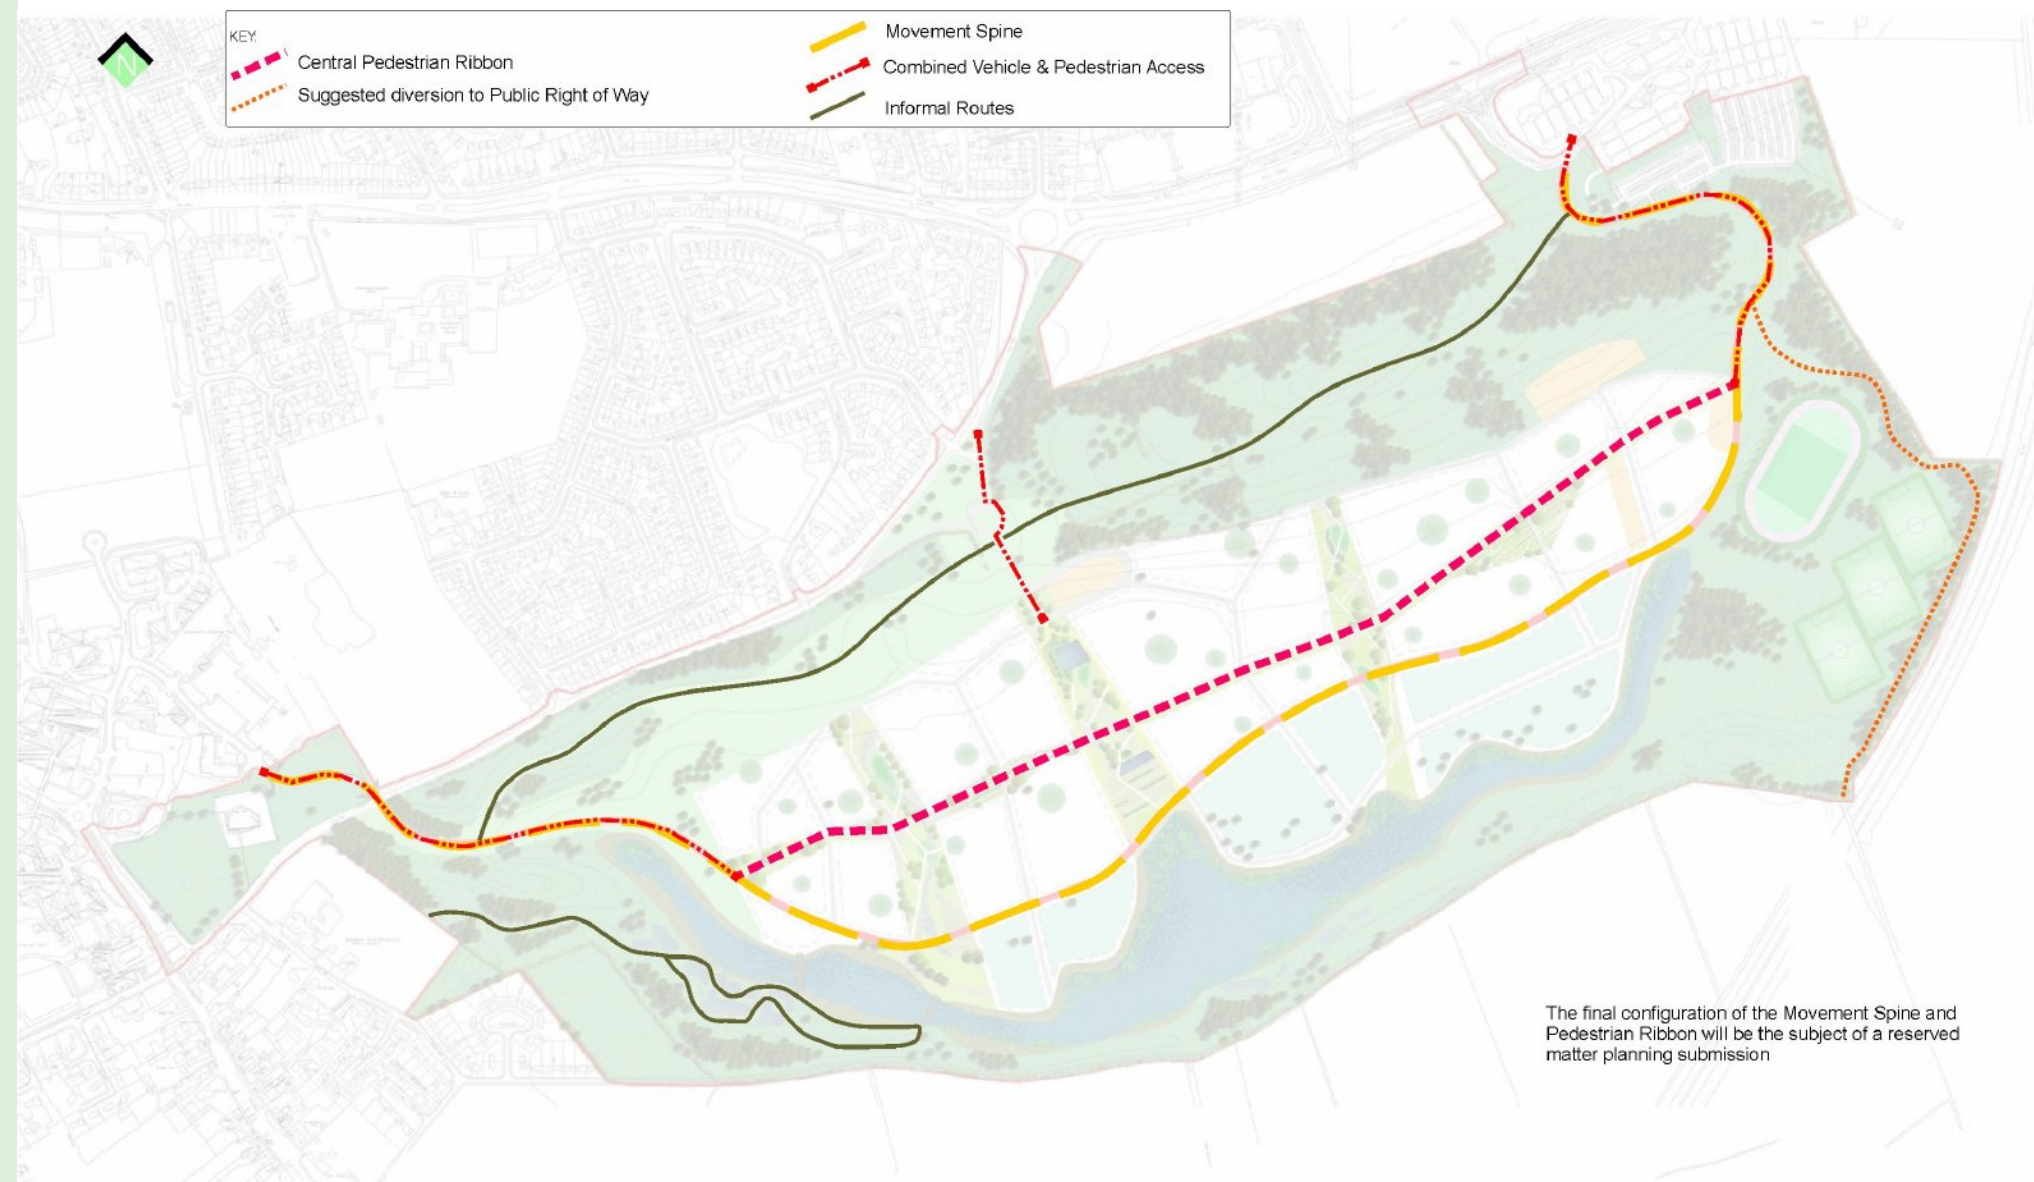 N
KEY:
Central Pedestrian Ribbon
Suggested diversion to Public Right of Way
Movement Spine
Combined Vehicle & Pedestrian Access
Informal Routes
The final configuration of the Movement Spine and
Pedestrian Ribbon will be the subject of a reserved
matter planning submission